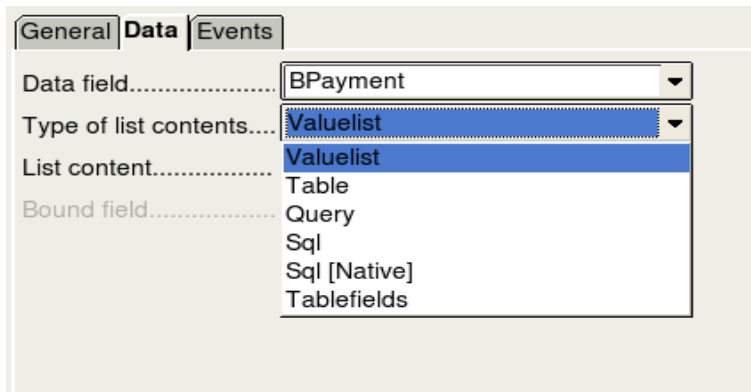 General Data Events
Data field..................... BPayment
Type of list contents.... Valuelist
List content................. Valuelist
Table
Bound field................... Query
Sql
Sql [Native]
Tablefields